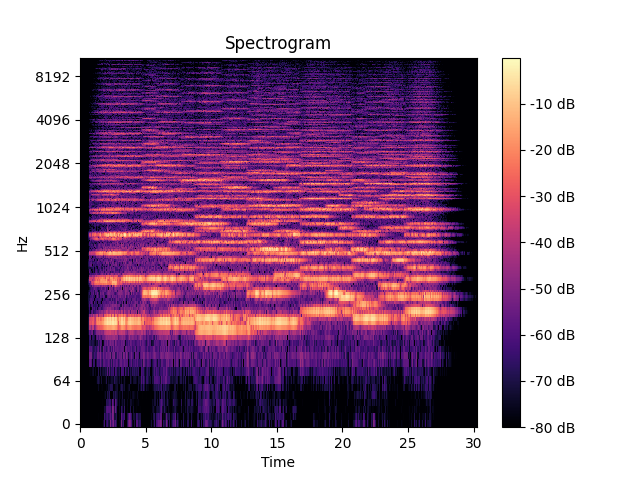 Spectrogram
8192
4096
2048
1024
512
256
128
64
0
Hz
0 5 10 15 20 25 30
Time
-10 dB
-20 dB
-30 dB
-40 dB
-50 dB
-60 dB
-70 dB
-80 dB